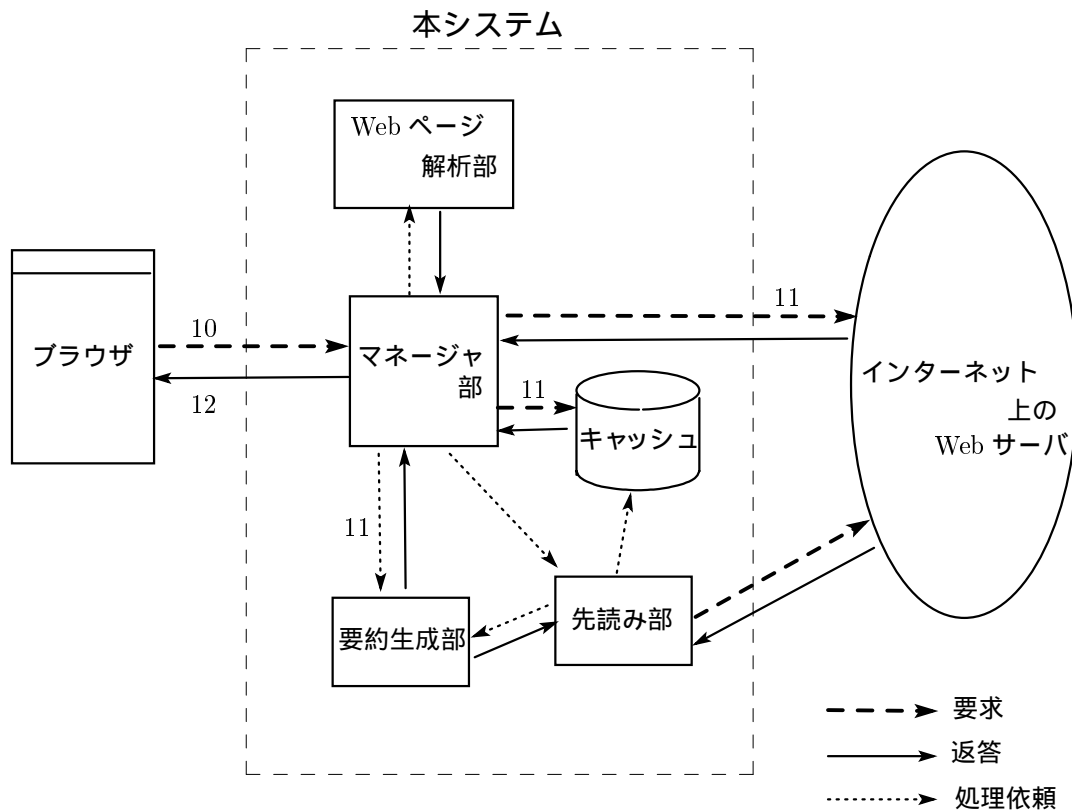 本システム
Web ページ
解析部
ブラウザ
10
12
マネージャ
部
11
11
キャッシュ
インターネット
上の
Web サーバ
11
要約生成部
先読み部
要求
返答
処理依頼